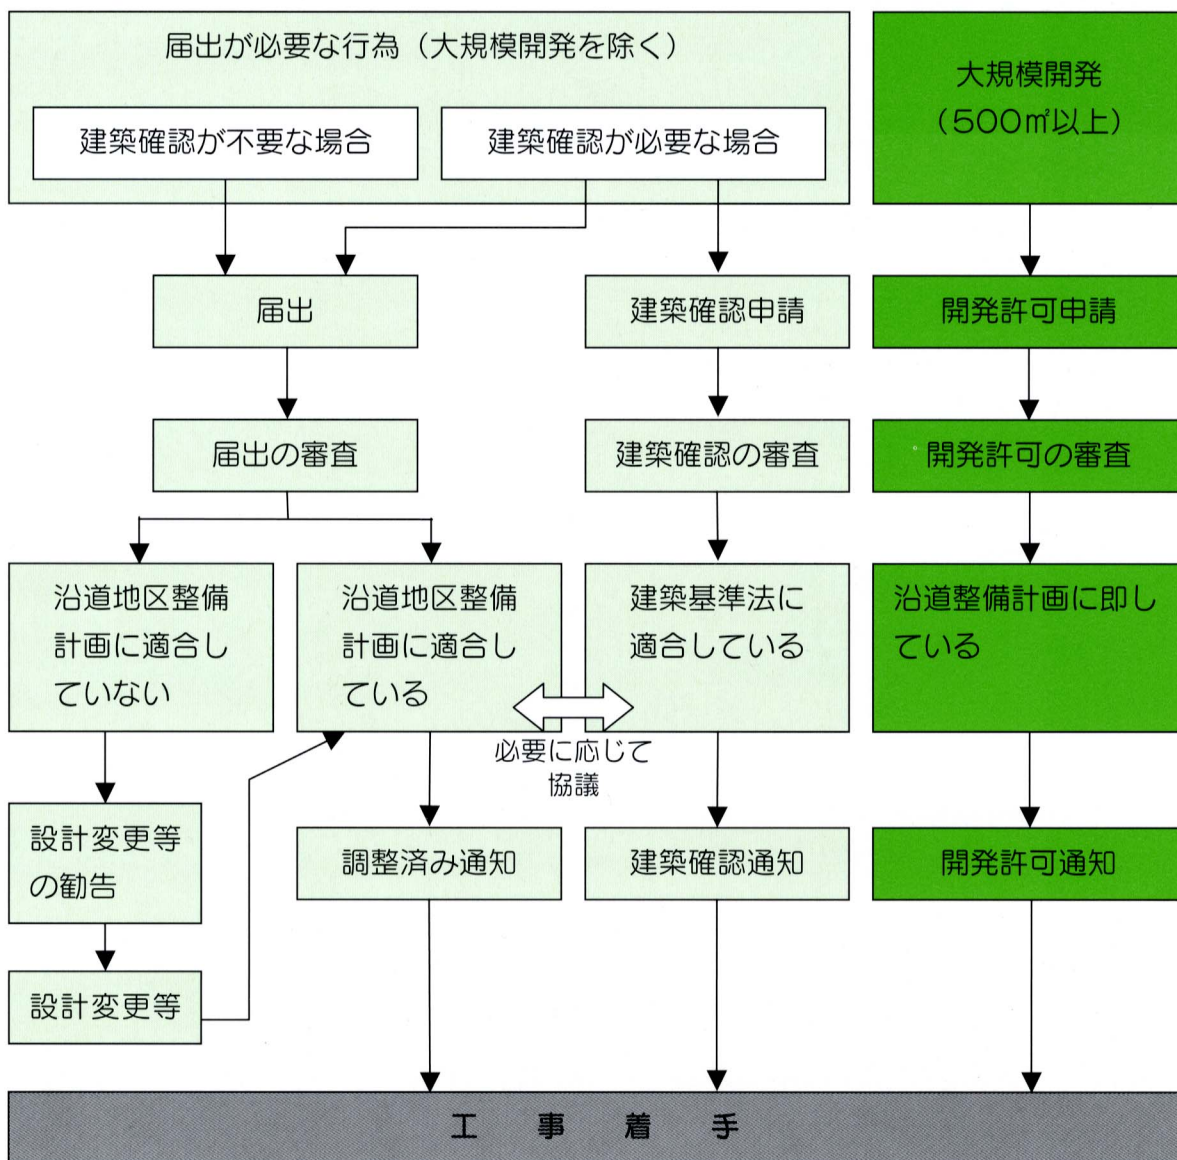 届出が必要な行為(大規模開発を除く)
建築確認が不要な場合
建築確認が必要な場合
大規模開発
(500㎡以上)
届出
建築確認申請
開発許可申請
届出の審査
建築確認の審査
開発許可の審査
沿道地区整備
計画に適合し
ていない
沿道地区整備
計画に適合し
ている
建築基準法に
適合している
沿道整備計画に即し
ている
必要に応じて
協議
設計変更等
の勧告
調整済み通知
建築確認通知
開発許可通知
設計変更等
工事着手